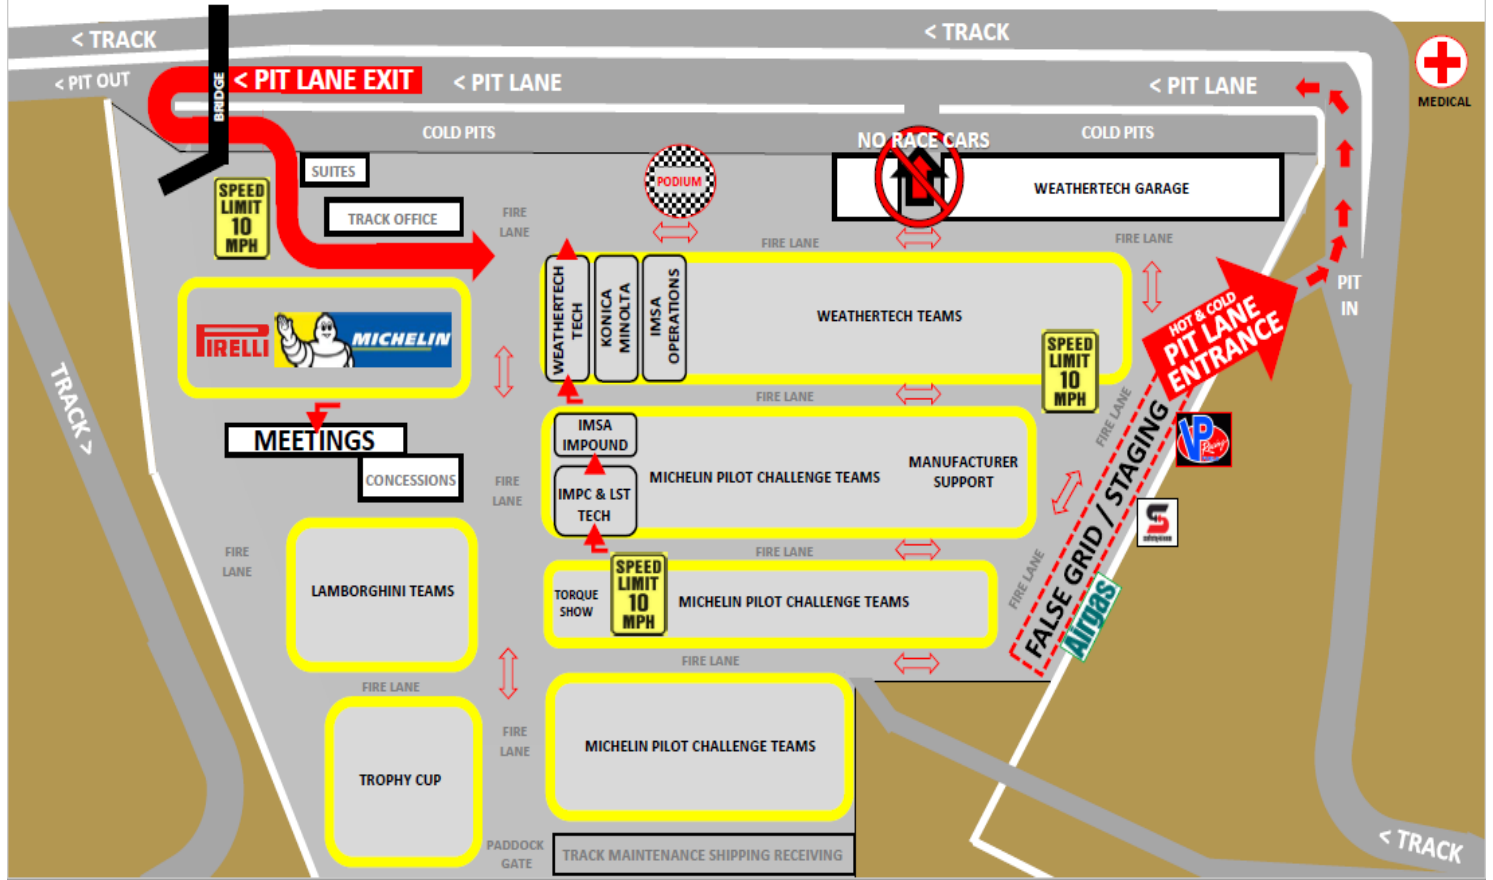 < TRACK
< TRACK
< PIT OUT
BRIDGE
< PIT LANE EXIT
< PIT LANE
< PIT LANE
MEDICAL
COLD PITS
NO RACE CARS
COLD PITS
SUITES
PODIUM
WEATHERTECH GARAGE
SPEED
LIMIT
10
MPH
TRACK OFFICE
FIRE
LANE
FIRE LANE
FIRE LANE
WEATHERTECH
TECH
KONICA
MINOLTA
IMSA
OPERATIONS
WEATHERTECH TEAMS
HOT & COLD
PIT LANE
ENTRANCE
PIT
IN
PIRELLI
MICHELIN
SPEED
LIMIT
10
MPH
TRACK >
FIRE LANE
FIRE LANE
MEETINGS
CONCESSIONS
IMSA
IMPOUND
MICHELIN PILOT CHALLENGE TEAMS
MANUFACTURER
SUPPORT
FALSE GRID / STAGING
VP
Racing
FIRE
LANE
IMPC & LST
TECH
S
FIRE
LANE
FIRE LANE
FIRE LANE
LAMBORGHINI TEAMS
TORQUE
SHOW
SPEED
LIMIT
10
MPH
MICHELIN PILOT CHALLENGE TEAMS
Airgas
FIRE LANE
FIRE LANE
FIRE
LANE
MICHELIN PILOT CHALLENGE TEAMS
TROPHY CUP
PADDOCK
GATE
TRACK MAINTENANCE SHIPPING RECEIVING
< TRACK